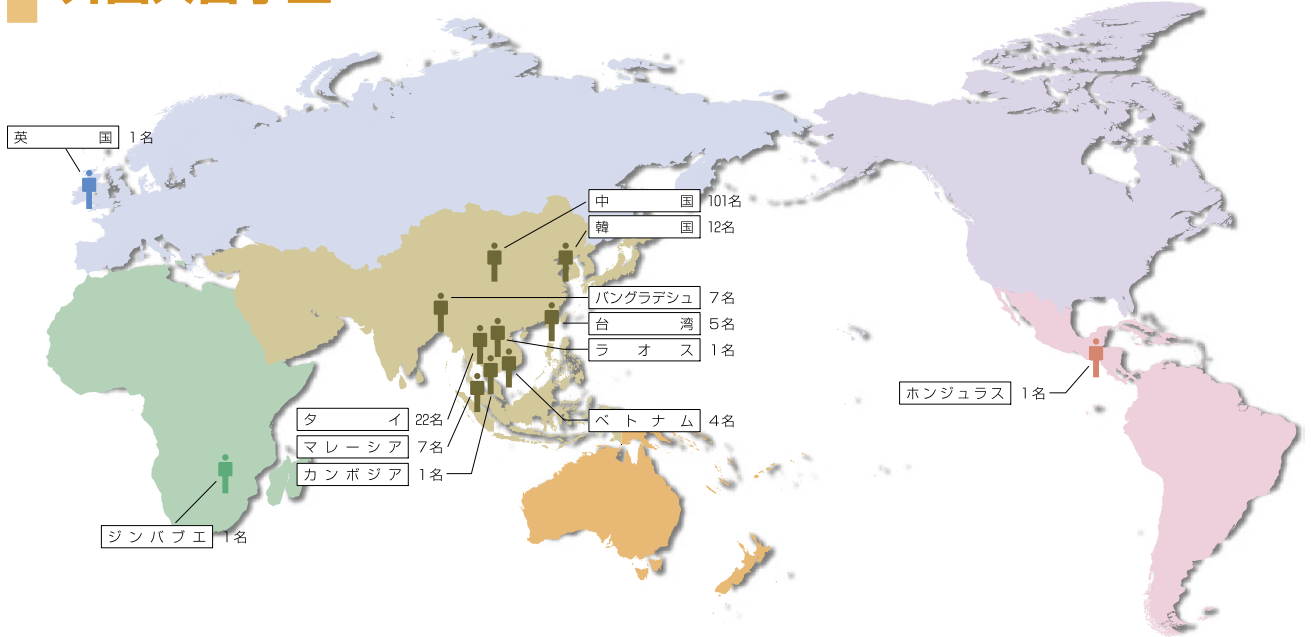 英国 1名
中国 101名
韓国 12名
バングラデシュ 7名
台湾 5名
ラオス 1名
ホンジュラス 1名
タイ 22名
ベトナム 4名
マレーシア 7名
カンボジア 1名
ジンバブエ 1名